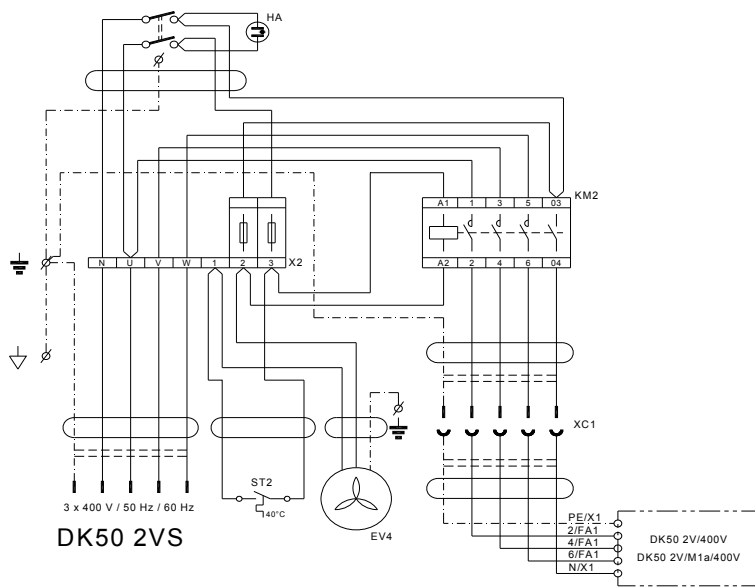 HA
KM2
A1 1 3 5 03
N U V W 1 2 3 X2
A2 2 4 6 04
XC1
ST2
40°C
3 x 400 V / 50 Hz / 60 Hz
EV4
DK50 2VS
PE/X1
2/FA1
4/FA1
6/FA1
N/X1
DK50 2V/400V
DK50 2V/M1a/400V